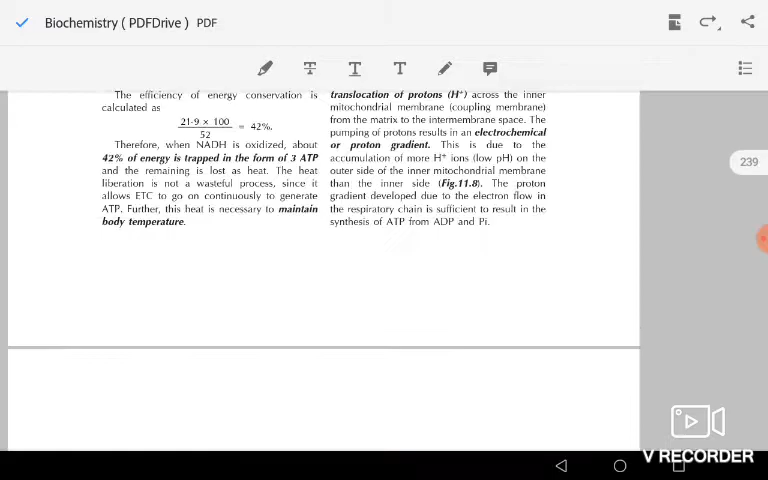 Biochemistry ( PDFDrive ) PDF
The efficiency of energy conservation is
calculated as
21·9 × 100
52
= 42%.
Therefore, when NADH is oxidized, about
42% of energy is trapped in the form of 3 ATP
and the remaining is lost as heat. The heat
liberation is not a wasteful process, since it
allows ETC to go on continuously to generate
ATP. Further, this heat is necessary to maintain
body temperature.
translocation of protons (H⁺) across the inner
mitochondrial membrane (coupling membrane)
from the matrix to the intermembrane space. The
pumping of protons results in an electrochemical
or proton gradient. This is due to the
accumulation of more H⁺ ions (low pH) on the
outer side of the inner mitochondrial membrane
than the inner side (Fig.11.8). The proton
gradient developed due to the electron flow in
the respiratory chain is sufficient to result in the
synthesis of ATP from ADP and Pi.
239
V RECORDER